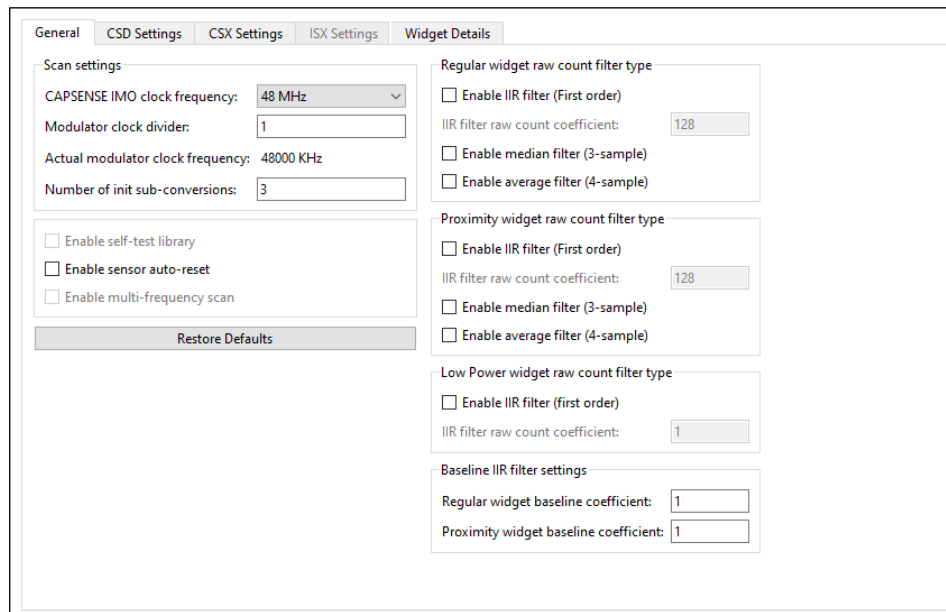 General
CSD Settings
CSX Settings
ISX Settings
Widget Details
Scan settings
CAPSENSE IMO clock frequency: 48 MHz
Modulator clock divider: 1
Actual modulator clock frequency: 48000 KHz
Number of init sub-conversions: 3
Enable self-test library
Enable sensor auto-reset
Enable multi-frequency scan
Restore Defaults
Regular widget raw count filter type
Enable IIR filter (First order)
IIR filter raw count coefficient: 128
Enable median filter (3-sample)
Enable average filter (4-sample)
Proximity widget raw count filter type
Enable IIR filter (First order)
IIR filter raw count coefficient: 128
Enable median filter (3-sample)
Enable average filter (4-sample)
Low Power widget raw count filter type
Enable IIR filter (first order)
IIR filter raw count coefficient: 1
Baseline IIR filter settings
Regular widget baseline coefficient: 1
Proximity widget baseline coefficient: 1